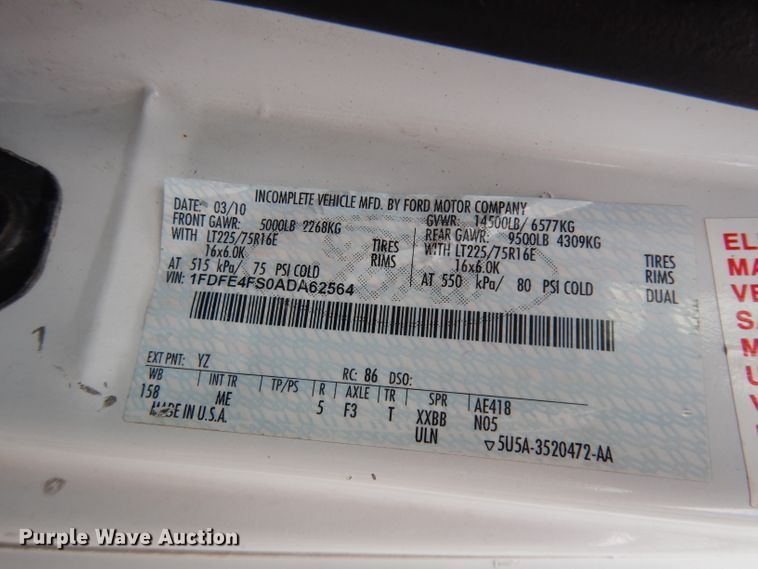 INCOMPLETE VEHICLE MFD. BY FORD MOTOR COMPANY
DATE: 03/10 GVWR: 14500LB/ 6577KG
FRONT GAWR: 5000LB 2268KG REAR GAWR: 9500LB 4309KG
WITH LT225/75R16E TIRES WITH LT225/75R16E TIRES
16x6.0K RIMS 16x6.0K RIMS
AT 515 kPa/ 75 PSI COLD AT 550 kPa/ 80 PSI COLD DUAL
VIN: 1FDFE4FS0ADA62564
EXT PNT: YZ RC: 86 DSO:
WB INT TR TP/PS R AXLE TR SPR AE418
158 ME 5 F3 T XXBB N05
MADE IN U.S.A. ULN ▽5U5A-3520472-AA
EL
MA
VE
SA
M
U
V
Purple Wave Auction